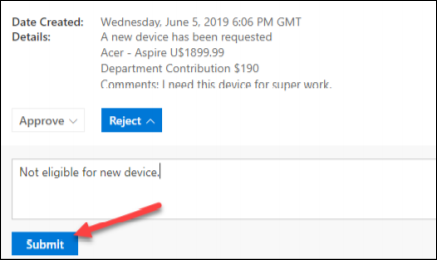 Date Created: Wednesday, June 5, 2019 6:06 PM GMT
Details: A new device has been requested
Acer - Aspire U$1899.99
Department Contribution $190
Comments: I need this device for super work.
Approve Reject
Not eligible for new device.
Submit